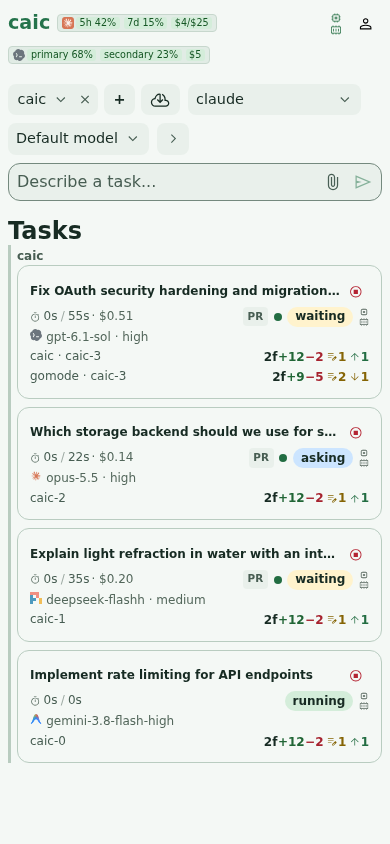 caic 5h 42% 7d 15% $4/$25
primary 68% secondary 23% $5
caic × + claude
Default model >
Describe a task...
Tasks
caic
Fix OAuth security hardening and migration…
0s / 55s · $0.51 PR waiting
gpt-6.1-sol · high
caic · caic-3 2f+12−2 1 ↑1
gomode · caic-3 2f+9−5 2 ↓1
Which storage backend should we use for s…
0s / 22s · $0.14 PR asking
opus-5.5 · high
caic-2 2f+12−2 1 ↑1
Explain light refraction in water with an int…
0s / 35s · $0.20 PR waiting
deepseek-flashh · medium
caic-1 2f+12−2 1 ↑1
Implement rate limiting for API endpoints
0s / 0s running
gemini-3.8-flash-high
caic-0 2f+12−2 1 ↑1